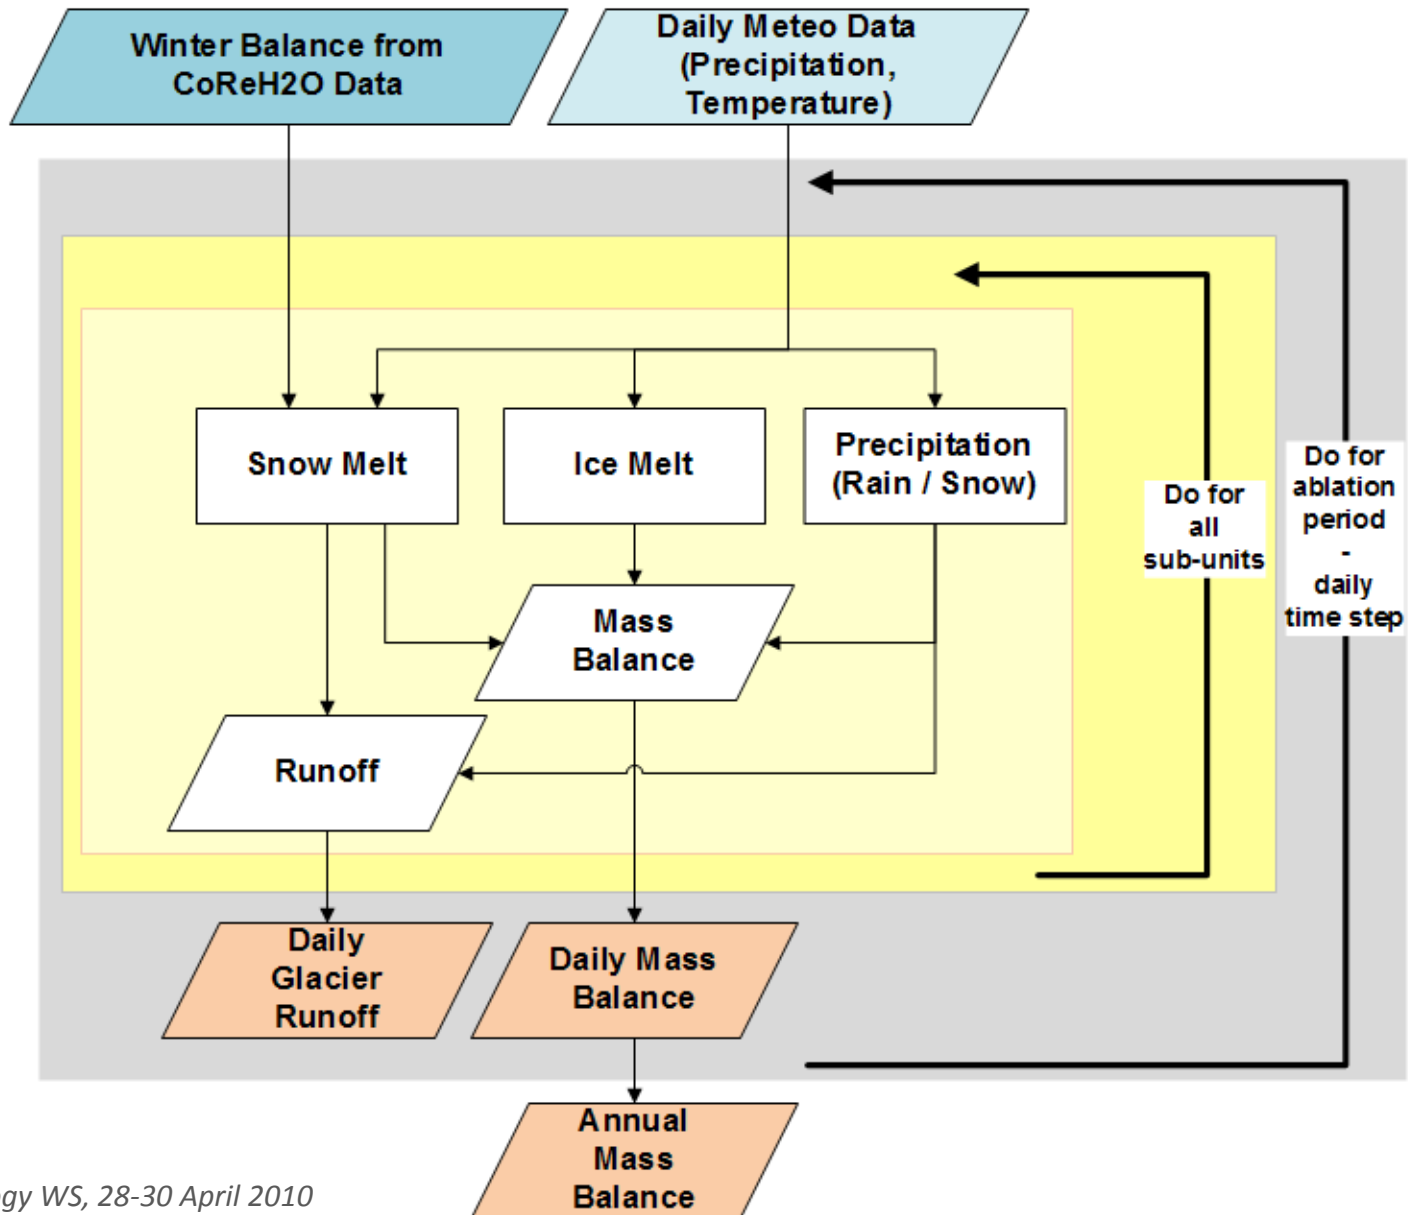 Winter Balance from
CoReH2O Data
Daily Meteo Data
(Precipitation,
Temperature)
Snow Melt
Ice Melt
Precipitation
(Rain / Snow)
Do for
all
sub-units
Do for
ablation
period
-
daily
time step
Mass
Balance
Runoff
Daily
Glacier
Runoff
Daily Mass
Balance
Annual
Mass
Balance
gy WS, 28-30 April 2010